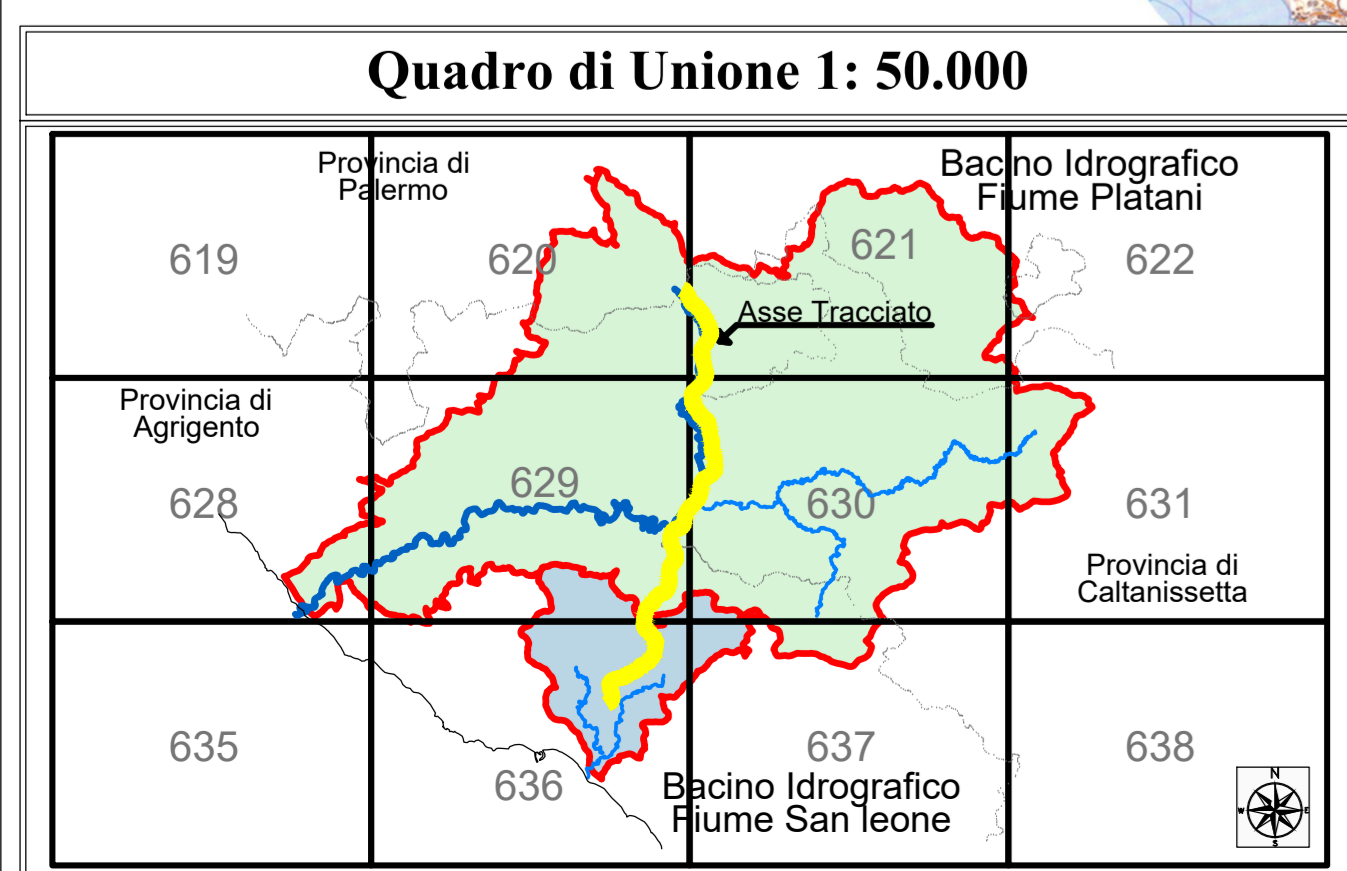 Quadro di Unione 1: 50.000
Provincia di
Palermo
Bacino Idrografico
Fiume Platani
619
620
621
622
Asse Tracciato
Provincia di
Agrigento
628
629
630
631
Provincia di
Caltanissetta
635
636
637
638
Bacino Idrografico
Fiume San leone
N
W
E
S